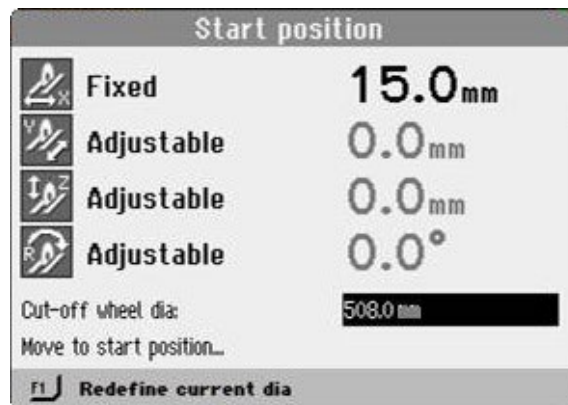 Start position
X Fixed 15.0mm
Y Adjustable 0.0mm
Z Adjustable 0.0mm
R Adjustable 0.0°
Cut-off wheel dia: 508.0 mm
Move to start position...
F1 Redefine current dia